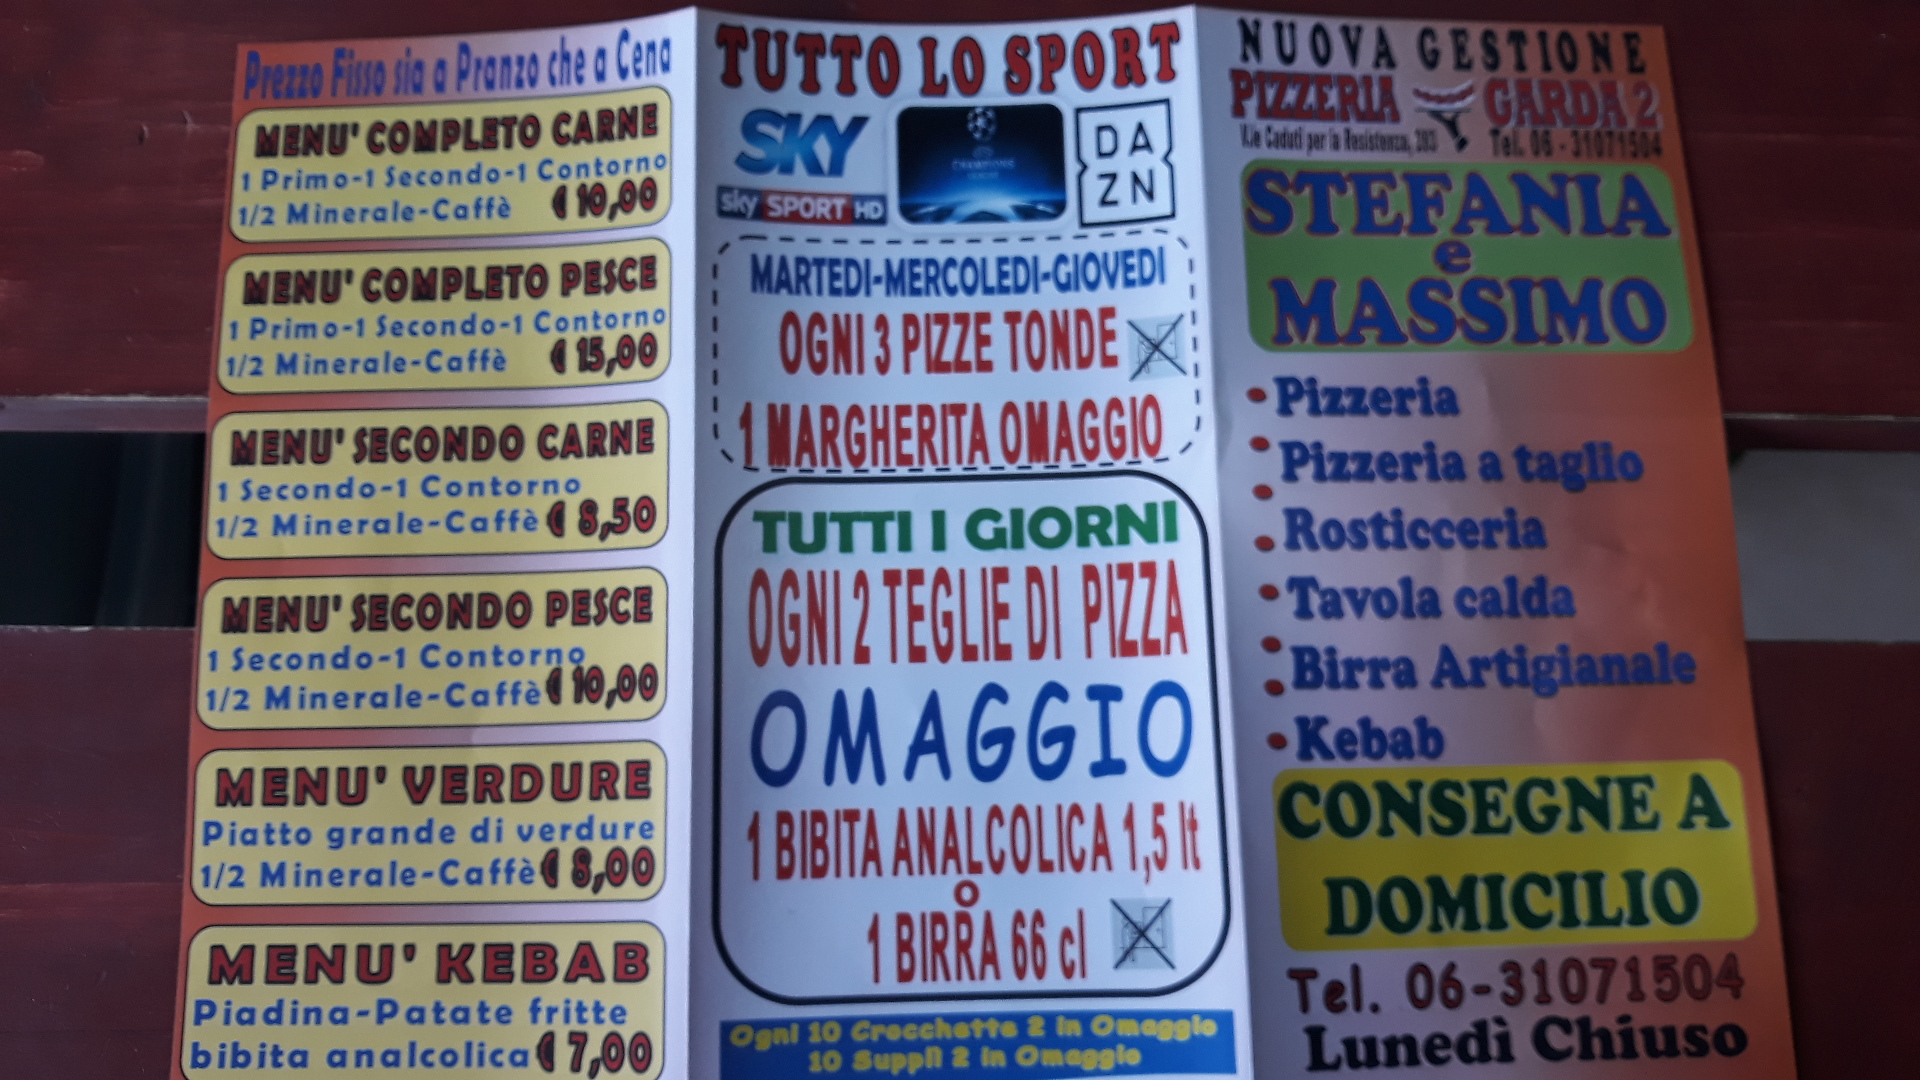 Prezzo Fisso sia a Pranzo che a Cena
MENU' COMPLETO CARNE
1 Primo-1 Secondo-1 Contorno
1/2 Minerale-Caffè € 10,00
MENU' COMPLETO PESCE
1 Primo-1 Secondo-1 Contorno
1/2 Minerale-Caffè € 15,00
MENU' SECONDO CARNE
1 Secondo-1 Contorno
1/2 Minerale-Caffè € 8,50
MENU' SECONDO PESCE
1 Secondo-1 Contorno
1/2 Minerale-Caffè € 10,00
MENU' VERDURE
Piatto grande di verdure
1/2 Minerale-Caffè € 8,00
MENU' KEBAB
Piadina-Patate fritte
bibita analcolica € 7,00
TUTTO LO SPORT
SKY
sky SPORT HD
CHAMPIONS
LEAGUE
DA
ZN
MARTEDI-MERCOLEDI-GIOVEDI
OGNI 3 PIZZE TONDE
1 MARGHERITA OMAGGIO
TUTTI I GIORNI
OGNI 2 TEGLIE DI PIZZA
OMAGGIO
1 BIBITA ANALCOLICA 1,5 lt
o
1 BIRRA 66 cl
Ogni 10 Crocchette 2 in Omaggio
10 Supplì 2 in Omaggio
NUOVA GESTIONE
PIZZERIA GARDA 2
V.le Caduti per la Resistenza, 283 Tel. 06 - 31071504
STEFANIA
e
MASSIMO
• Pizzeria
• Pizzeria a taglio
• Rosticceria
• Tavola calda
• Birra Artigianale
• Kebab
CONSEGNE A
DOMICILIO
Tel. 06-31071504
Lunedì Chiuso